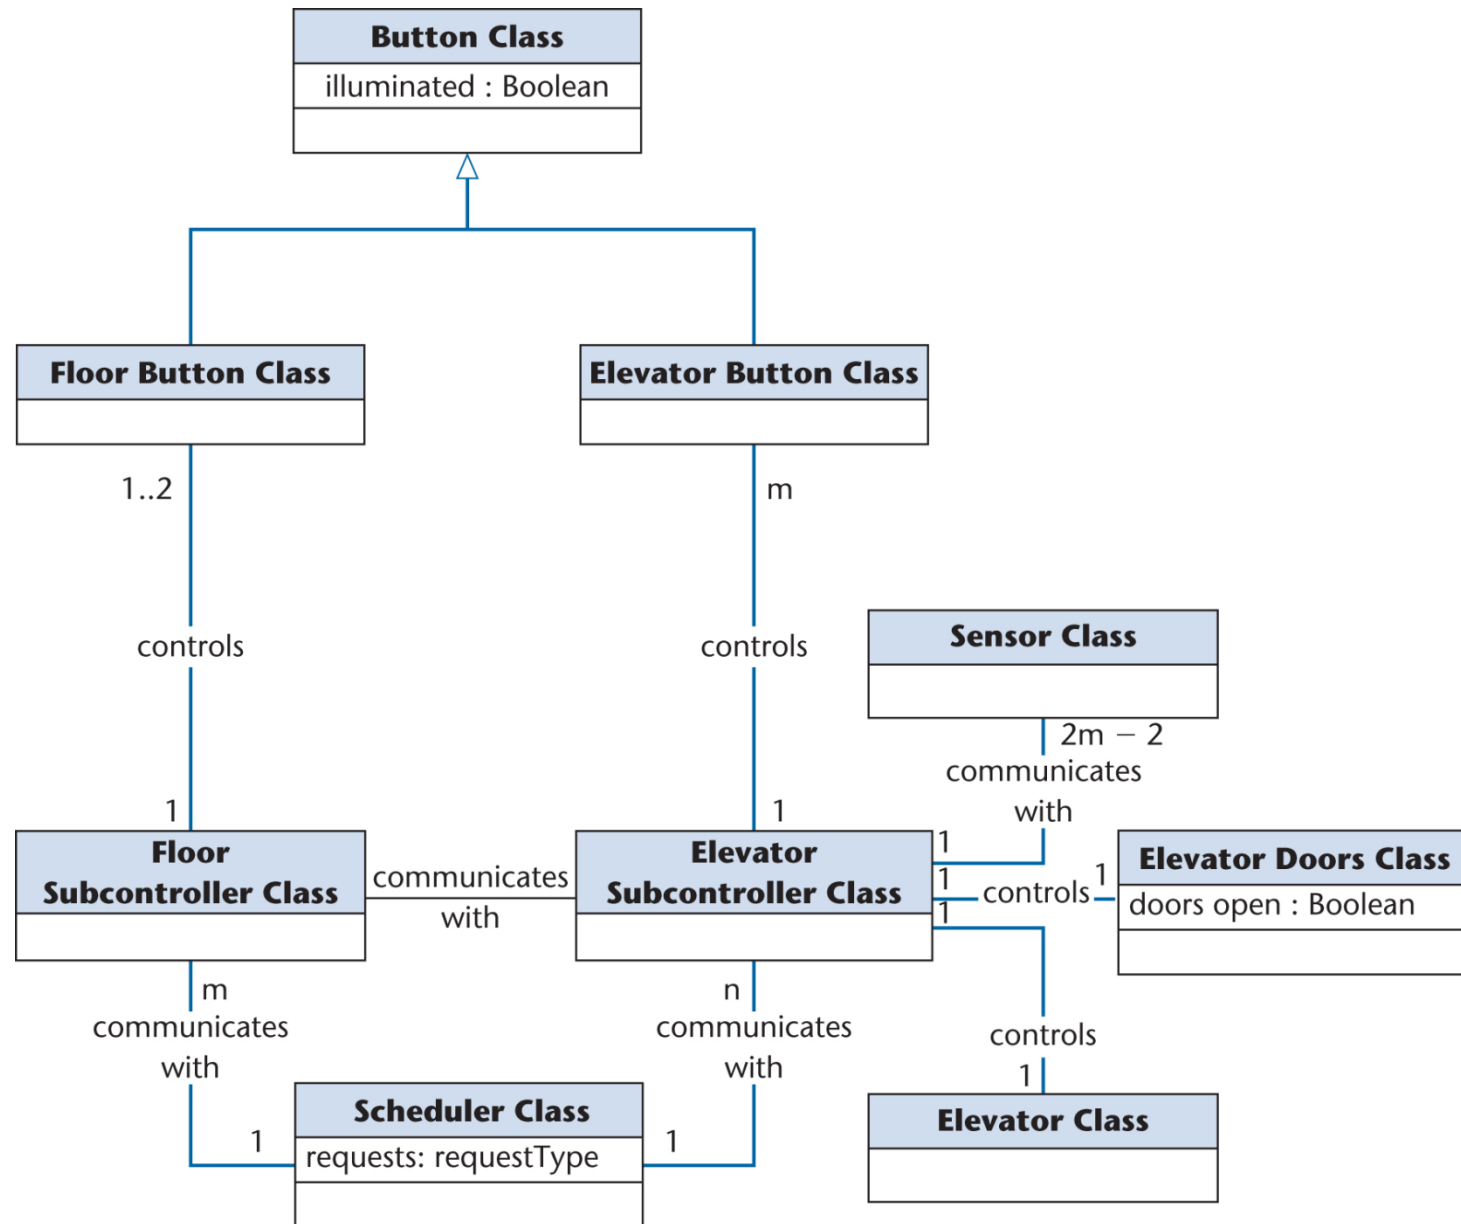 Button Class
illuminated : Boolean
Floor Button Class
Elevator Button Class
1..2
m
controls
controls
Sensor Class
2m − 2
communicates
with
1
1
Floor
Subcontroller Class
communicates
with
Elevator
Subcontroller Class
1
1
controls
1
1
Elevator Doors Class
doors open : Boolean
m
communicates
with
n
communicates
with
controls
1
1
Scheduler Class
requests: requestType
1
Elevator Class